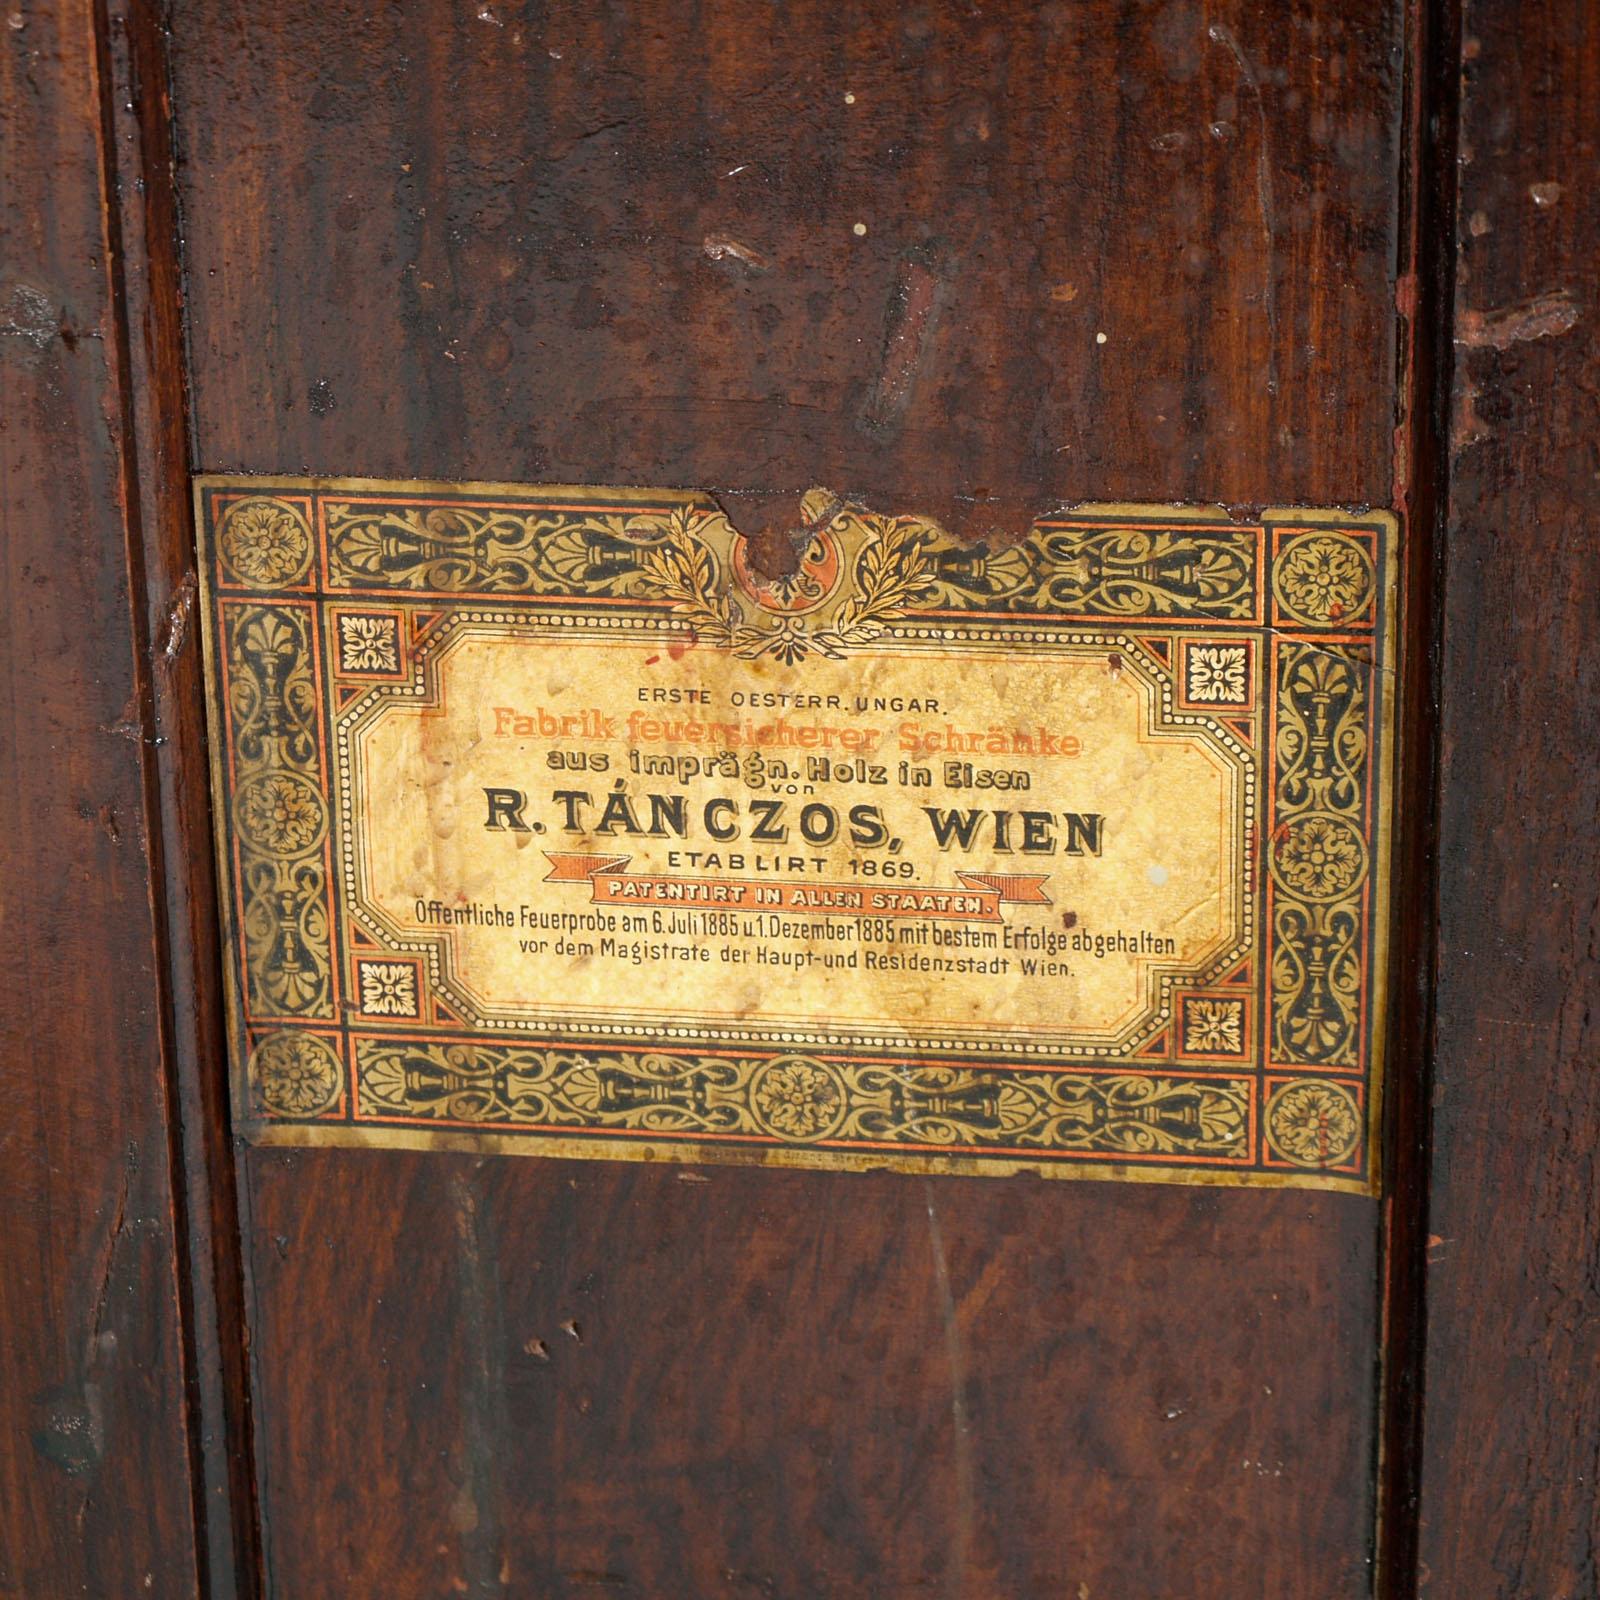 ERSTE OESTERR. UNGAR.
Fabrik feuersicherer Schränke
aus imprägn. Holz in Eisen
von
R. TÁNCZOS, WIEN
ETABLIRT 1869.
PATENTIRT IN ALLEN STAATEN.
Öffentliche Feuerprobe am 6. Juli 1885 u. 1. Dezember 1885 mit bestem Erfolge abgehalten
vor dem Magistrate der Haupt-und Residenzstadt Wien.